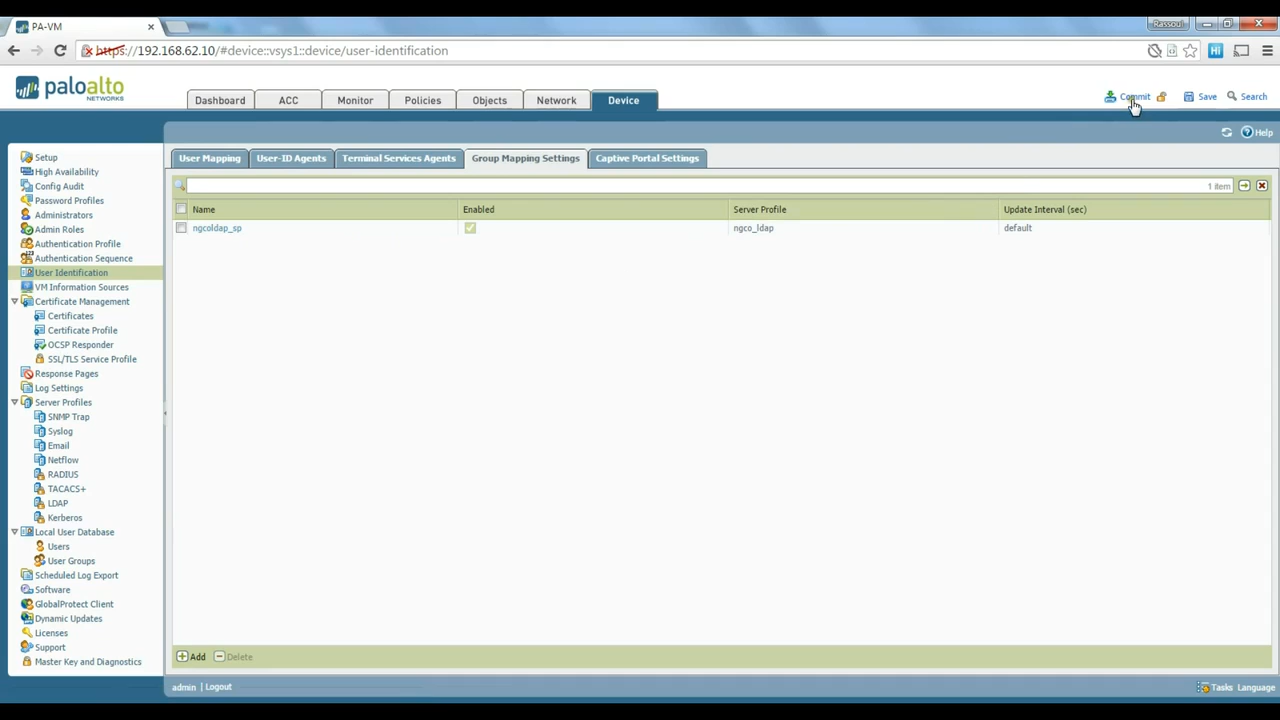 PA-VM
Rassoul
https://192.168.62.10/#device::vsys1::device/user-identification
paloalto
NETWORKS
Dashboard
ACC
Monitor
Policies
Objects
Network
Device
Commit
Save
Search
Help
Setup
High Availability
Config Audit
Password Profiles
Administrators
Admin Roles
Authentication Profile
Authentication Sequence
User Identification
VM Information Sources
Certificate Management
Certificates
Certificate Profile
OCSP Responder
SSL/TLS Service Profile
Response Pages
Log Settings
Server Profiles
SNMP Trap
Syslog
Email
Netflow
RADIUS
TACACS+
LDAP
Kerberos
Local User Database
Users
User Groups
Scheduled Log Export
Software
GlobalProtect Client
Dynamic Updates
Licenses
Support
Master Key and Diagnostics
User Mapping
User-ID Agents
Terminal Services Agents
Group Mapping Settings
Captive Portal Settings
1 item
Name Enabled Server Profile Update Interval (sec)
ngcoldap_sp ngco_ldap default
Add Delete
admin | Logout
Tasks Language